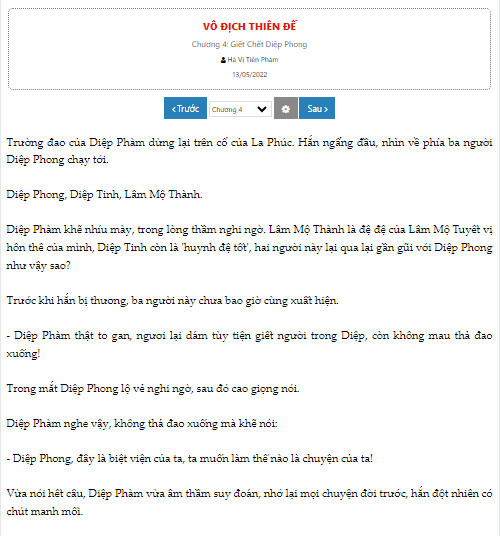 VÔ ĐỊCH THIÊN ĐẾ
Chương 4: Giết Chết Diệp Phong
Hà Vị Tiên Phàm
13/05/2022
Trước
Chương 4
Sau
Trường đao của Diệp Phàm dừng lại trên cổ của La Phúc. Hắn ngẩng đầu, nhìn về phía ba người
Diệp Phong chạy tới.
Diệp Phong, Diệp Tinh, Lâm Mộ Thành.
Diệp Phàm khẽ nhíu mày, trong lòng thầm nghi ngờ. Lâm Mộ Thành là đệ đệ của Lâm Mộ Tuyết vị
hôn thê của mình, Diệp Tinh còn là 'huynh đệ tốt', hai người này lại qua lại gần gũi với Diệp Phong
như vậy sao?
Trước khi hắn bị thương, ba người này chưa bao giờ cùng xuất hiện.
- Diệp Phàm thật to gan, ngươi lại dám tùy tiện giết người trong Diệp, còn không mau thả đao
xuống!
Trong mắt Diệp Phong lộ vẻ nghi ngờ, sau đó cao giọng nói.
Diệp Phàm nghe vậy, không thả đao xuống mà khẽ nói:
- Diệp Phong, đây là biệt viện của ta, ta muốn làm thế nào là chuyện của ta!
Vừa nói hết câu, Diệp Phàm vừa âm thầm suy đoán, nhớ lại mọi chuyện đời trước, hắn đột nhiên có
chút manh mối.